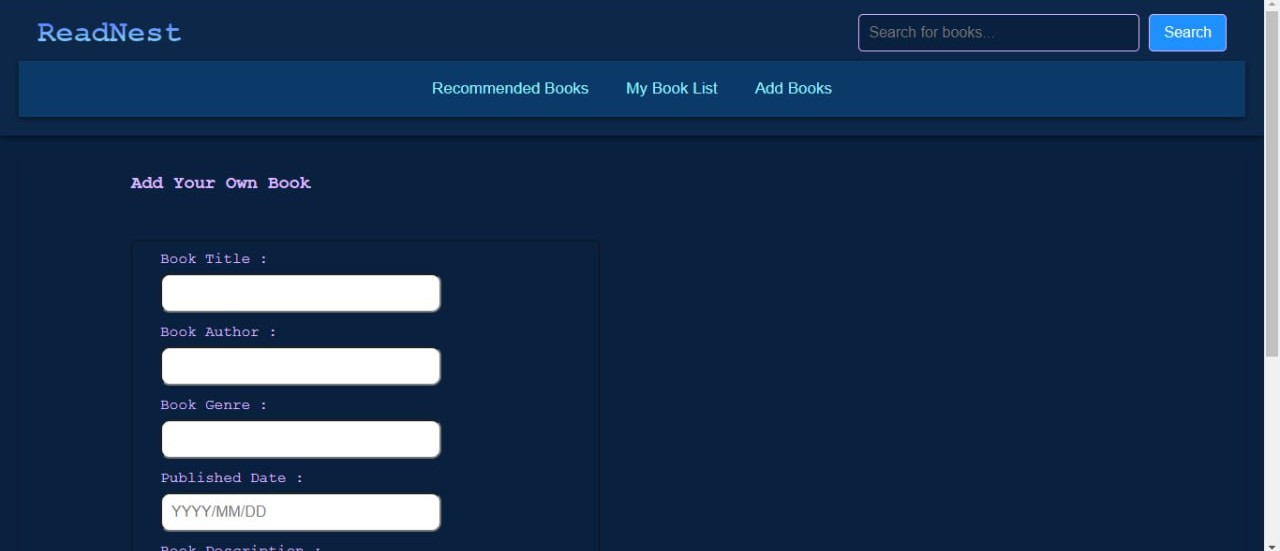 ReadNest
Search for books...
Search
Recommended Books My Book List Add Books
Add Your Own Book
Book Title :
Book Author :
Book Genre :
Published Date :
YYYY/MM/DD
Book Description :